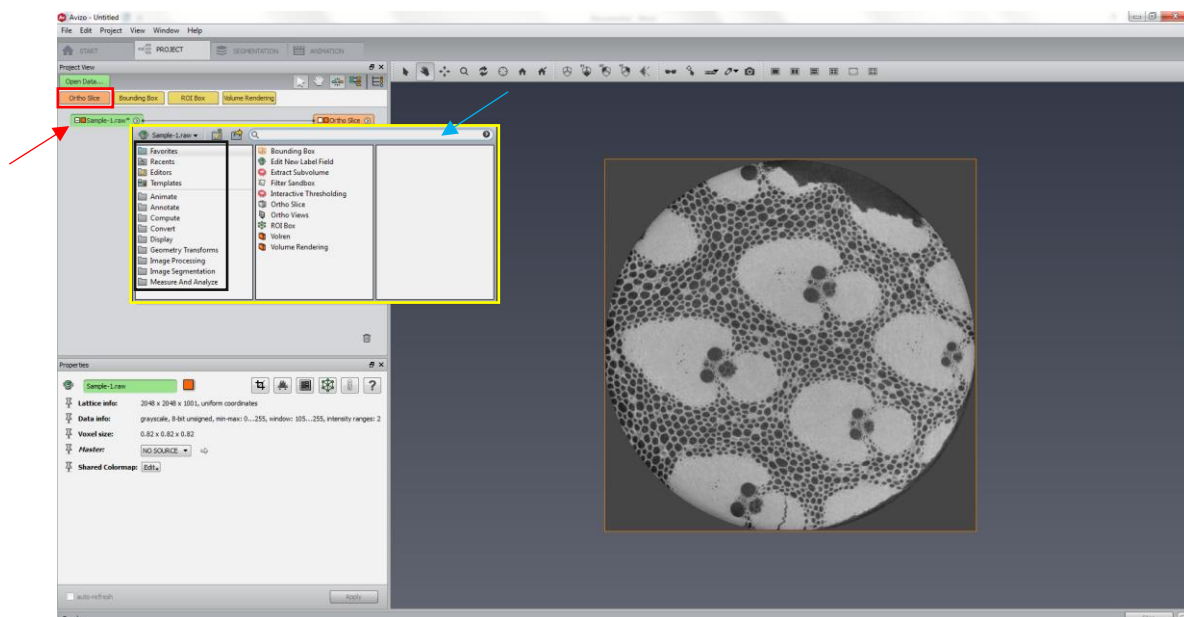 Avizo - Untitled
File Edit Project View Window Help
START PROJECT SEGMENTATION ANIMATION
Project View
Open Data...
Ortho Slice Bounding Box ROI Box Volume Rendering
Sample-1.raw* Ortho Slice
Sample-1.raw
Favorites
Recents
Editors
Templates
Animate
Annotate
Compute
Convert
Display
Geometry Transforms
Image Processing
Image Segmentation
Measure And Analyze
Bounding Box
Edit New Label Field
Extract Subvolume
Filter Sandbox
Interactive Thresholding
Ortho Slice
Ortho Views
ROI Box
Volren
Volume Rendering
Properties
Sample-1.raw
Lattice info: 2048 x 2048 x 1001, uniform coordinates
Data info: grayscale, 8-bit unsigned, min-max: 0...255, window: 105...255, intensity ranges: 2
Voxel size: 0.82 x 0.82 x 0.82
Master: NO SOURCE
Shared Colormap: Edit
auto-refresh Apply